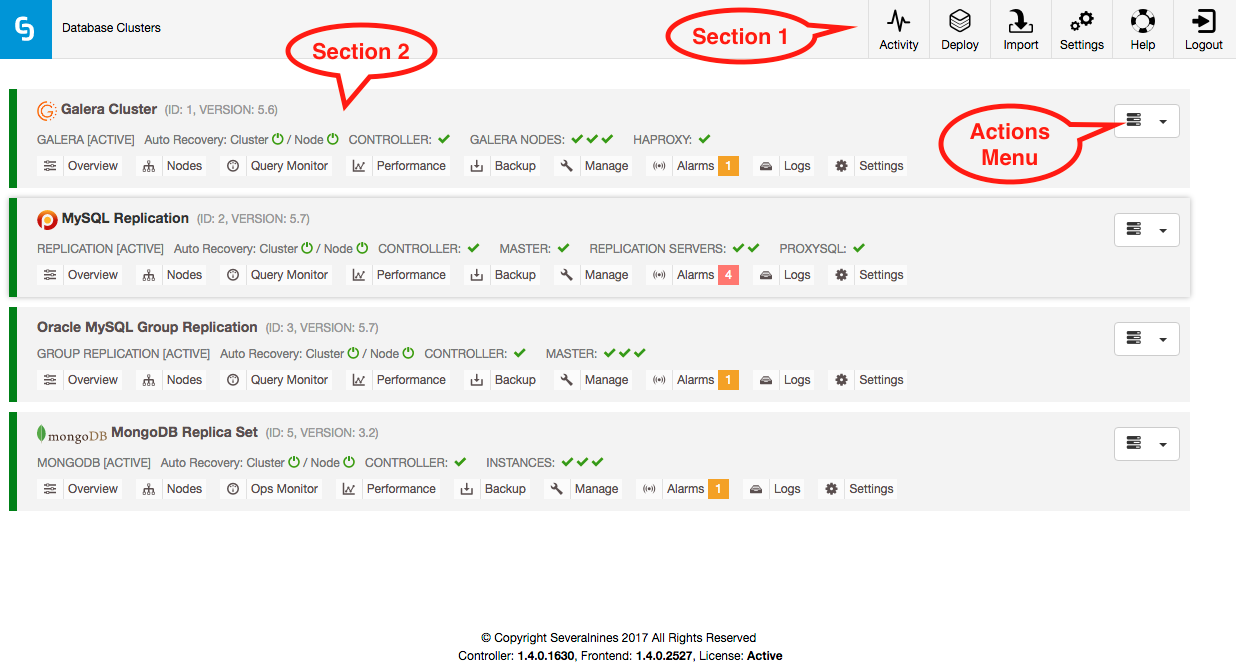 Database Clusters
Section 2
Section 1
Activity Deploy Import Settings Help Logout
Galera Cluster (ID: 1, VERSION: 5.6)
Actions
Menu
GALERA [ACTIVE] Auto Recovery: Cluster / Node CONTROLLER: GALERA NODES: HAPROXY:
Overview Nodes Query Monitor Performance Backup Manage Alarms 1 Logs Settings
MySQL Replication (ID: 2, VERSION: 5.7)
REPLICATION [ACTIVE] Auto Recovery: Cluster / Node CONTROLLER: MASTER: REPLICATION SERVERS: PROXYSQL:
Overview Nodes Query Monitor Performance Backup Manage Alarms 4 Logs Settings
Oracle MySQL Group Replication (ID: 3, VERSION: 5.7)
GROUP REPLICATION [ACTIVE] Auto Recovery: Cluster / Node CONTROLLER: MASTER:
Overview Nodes Query Monitor Performance Backup Manage Alarms 1 Logs Settings
mongoDB MongoDB Replica Set (ID: 5, VERSION: 3.2)
MONGODB [ACTIVE] Auto Recovery: Cluster / Node CONTROLLER: INSTANCES:
Overview Nodes Ops Monitor Performance Backup Manage Alarms 1 Logs Settings
© Copyright Severalnines 2017 All Rights Reserved
Controller: 1.4.0.1630, Frontend: 1.4.0.2527, License: Active